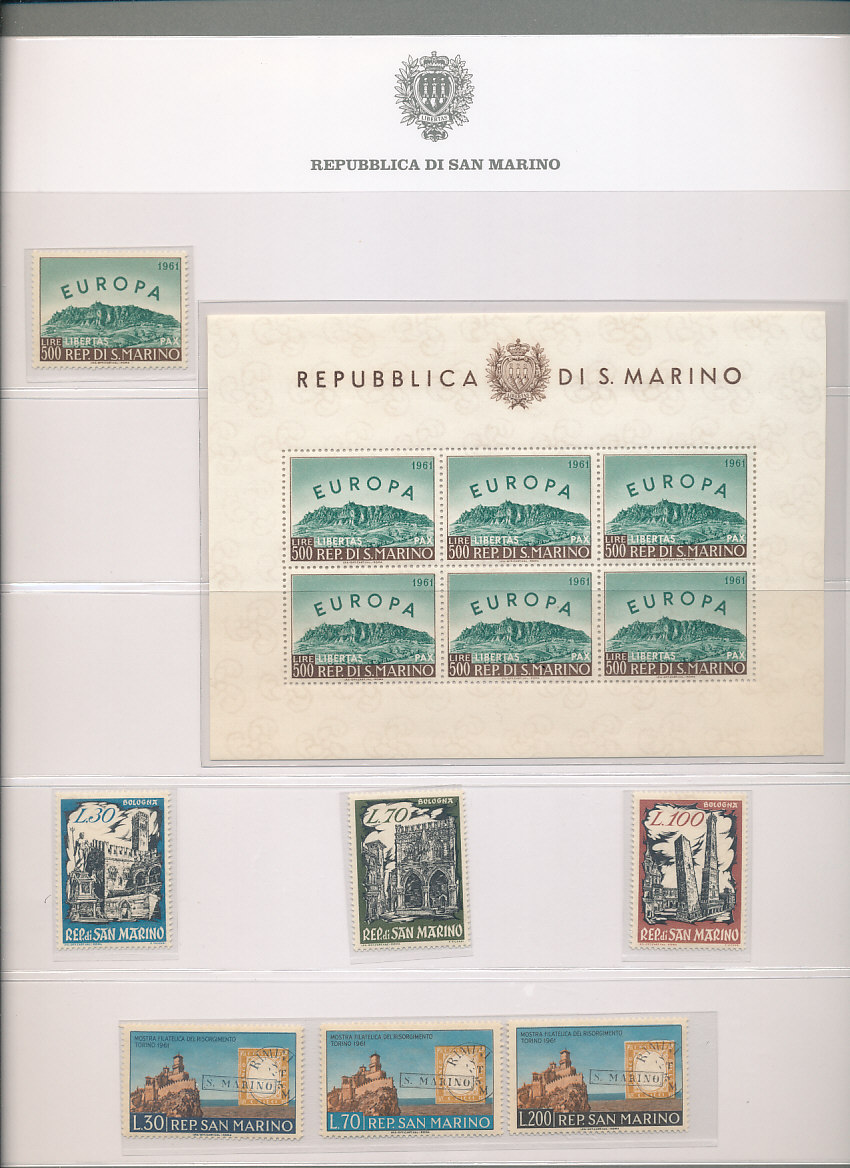 LIBERTAS
REPUBBLICA DI SAN MARINO
1961
EUROPA
LIRE LIBERTAS PAX
500 REP. DI S. MARINO
REPUBBLICA DI S. MARINO
LIBERTAS
1961 1961 1961
EUROPA EUROPA EUROPA
LIRE LIBERTAS PAX LIRE LIBERTAS PAX LIRE LIBERTAS PAX
500 REP. DI S. MARINO 500 REP. DI S. MARINO 500 REP. DI S. MARINO
1961 1961 1961
EUROPA EUROPA EUROPA
LIRE LIBERTAS PAX LIRE LIBERTAS PAX LIRE LIBERTAS PAX
500 REP. DI S. MARINO 500 REP. DI S. MARINO 500 REP. DI S. MARINO
BOLOGNA
L.30
REP. di SAN MARINO
BOLOGNA
L.70
REP. di SAN MARINO
BOLOGNA
L.100
REP. di SAN MARINO
MOSTRA FILATELICA DEL RISORGIMENTO
TORINO 1961
S. MARINO
L.30 REP. SAN MARINO
MOSTRA FILATELICA DEL RISORGIMENTO
TORINO 1961
S. MARINO
L.70 REP. SAN MARINO
MOSTRA FILATELICA DEL RISORGIMENTO
TORINO 1961
S. MARINO
L.200 REP. SAN MARINO